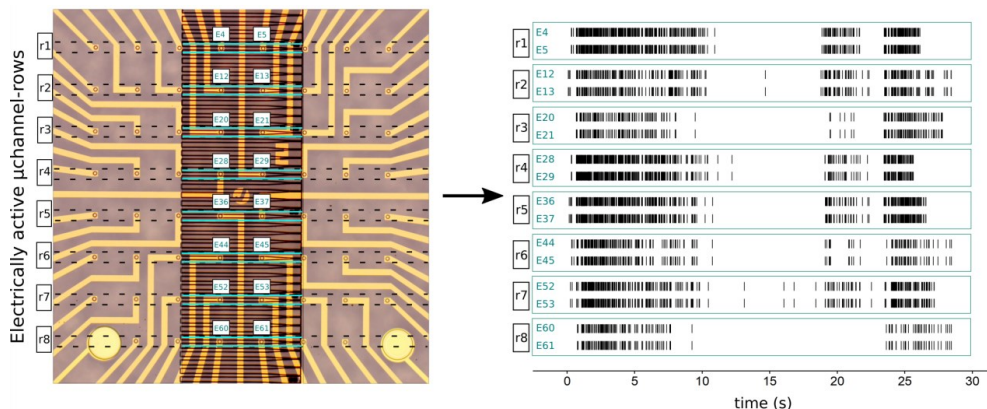 Electrically active µchannel-rows
r1
r2
r3
r4
r5
r6
r7
r8
E4 E5
E12 E13
E20 E21
E28 E29
E36 E37
E44 E45
E52 E53
E60 E61
r1
E4
E5
r2
E12
E13
r3
E20
E21
r4
E28
E29
r5
E36
E37
r6
E44
E45
r7
E52
E53
r8
E60
E61
0 5 10 15 20 25 30
time (s)